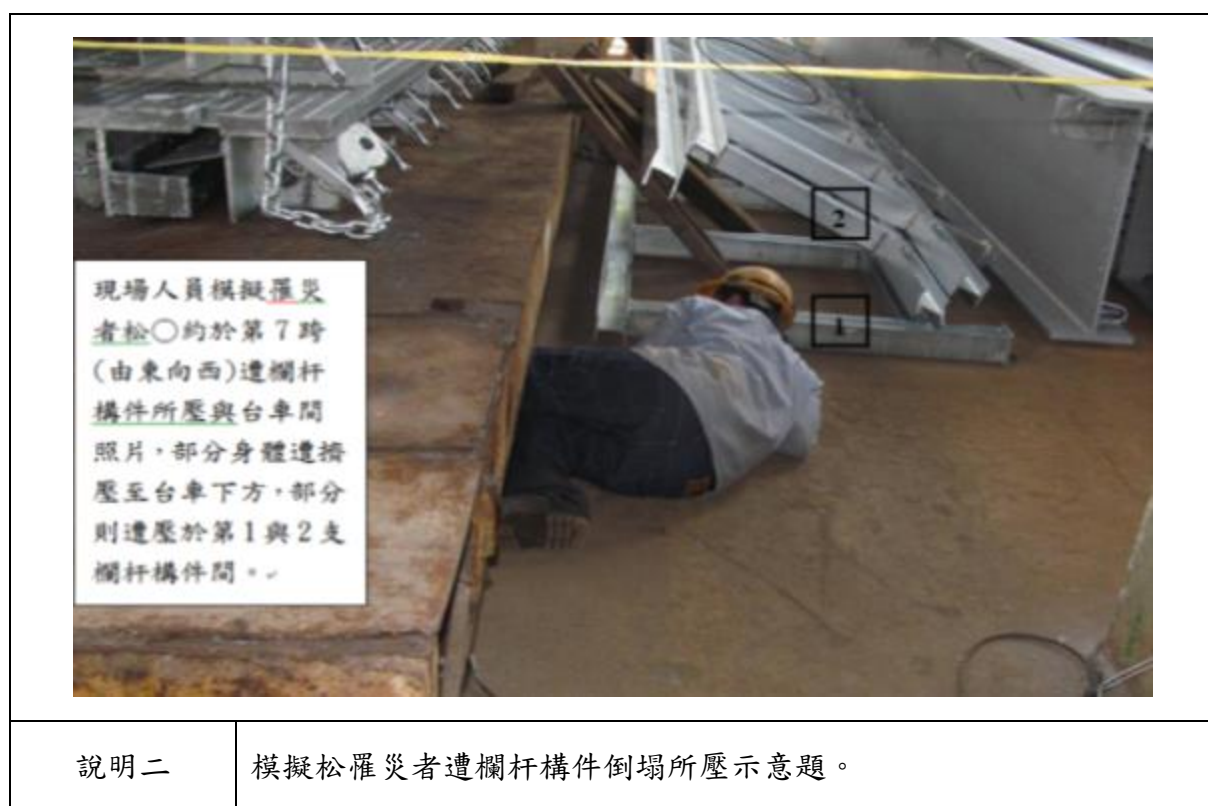 2
1
現場人員模擬罹災
者松○約於第7跨
(由東向西)遭欄杆
構件所壓與台車間
照片，部分身體遭擠
壓至台車下方，部分
則遭壓於第1與2支
欄杆構件間。
說明二
模擬松罹災者遭欄杆構件倒塌所壓示意題。